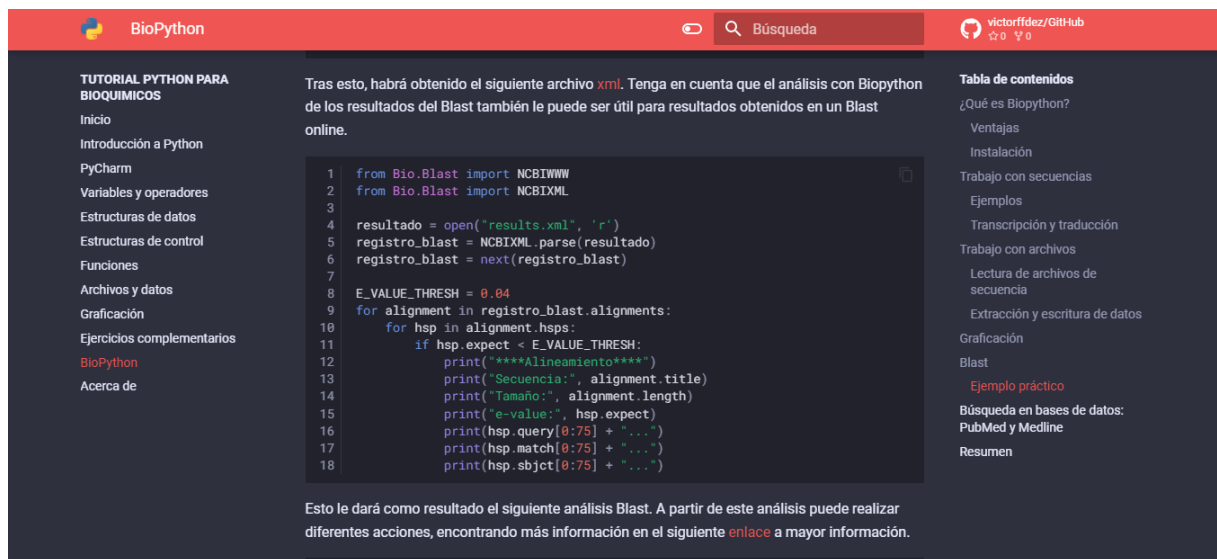 BioPython
Búsqueda
victorffdez/GitHub
0 0
TUTORIAL PYTHON PARA
BIOQUIMICOS
Inicio
Introducción a Python
PyCharm
Variables y operadores
Estructuras de datos
Estructuras de control
Funciones
Archivos y datos
Graficación
Ejercicios complementarios
BioPython
Acerca de
Tras esto, habrá obtenido el siguiente archivo xml. Tenga en cuenta que el análisis con Biopython
de los resultados del Blast también le puede ser útil para resultados obtenidos en un Blast
online.
1 from Bio.Blast import NCBIWWW
2 from Bio.Blast import NCBIXML
3
4 resultado = open("results.xml", 'r')
5 registro_blast = NCBIXML.parse(resultado)
6 registro_blast = next(registro_blast)
7
8 E_VALUE_THRESH = 0.04
9 for alignment in registro_blast.alignments:
10     for hsp in alignment.hsps:
11         if hsp.expect < E_VALUE_THRESH:
12             print("****Alineamiento****")
13             print("Secuencia:", alignment.title)
14             print("Tamaño:", alignment.length)
15             print("e-value:", hsp.expect)
16             print(hsp.query[0:75] + "...")
17             print(hsp.match[0:75] + "...")
18             print(hsp.sbjct[0:75] + "...")
Esto le dará como resultado el siguiente análisis Blast. A partir de este análisis puede realizar
diferentes acciones, encontrando más información en el siguiente enlace a mayor información.
Tabla de contenidos
¿Qué es Biopython?
Ventajas
Instalación
Trabajo con secuencias
Ejemplos
Transcripción y traducción
Trabajo con archivos
Lectura de archivos de
secuencia
Extracción y escritura de datos
Graficación
Blast
Ejemplo práctico
Búsqueda en bases de datos:
PubMed y Medline
Resumen